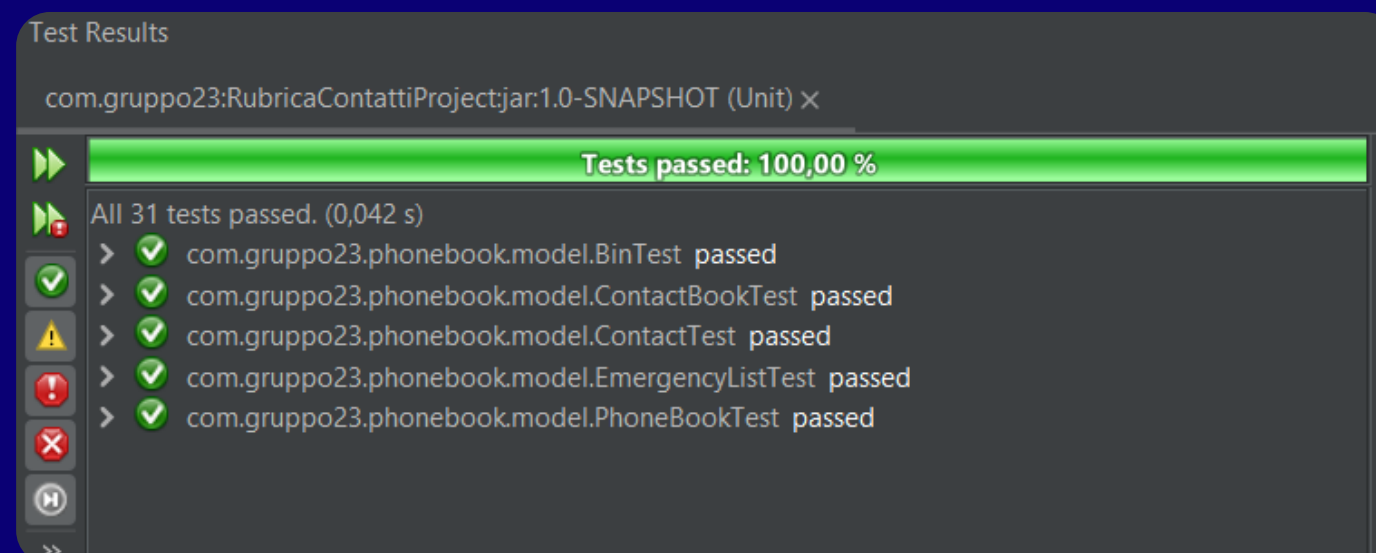 Test Results
com.gruppo23:RubricaContattiProject:jar:1.0-SNAPSHOT (Unit) ×
Tests passed: 100,00 %
All 31 tests passed. (0,042 s)
com.gruppo23.phonebook.model.BinTest passed
com.gruppo23.phonebook.model.ContactBookTest passed
com.gruppo23.phonebook.model.ContactTest passed
com.gruppo23.phonebook.model.EmergencyListTest passed
com.gruppo23.phonebook.model.PhoneBookTest passed